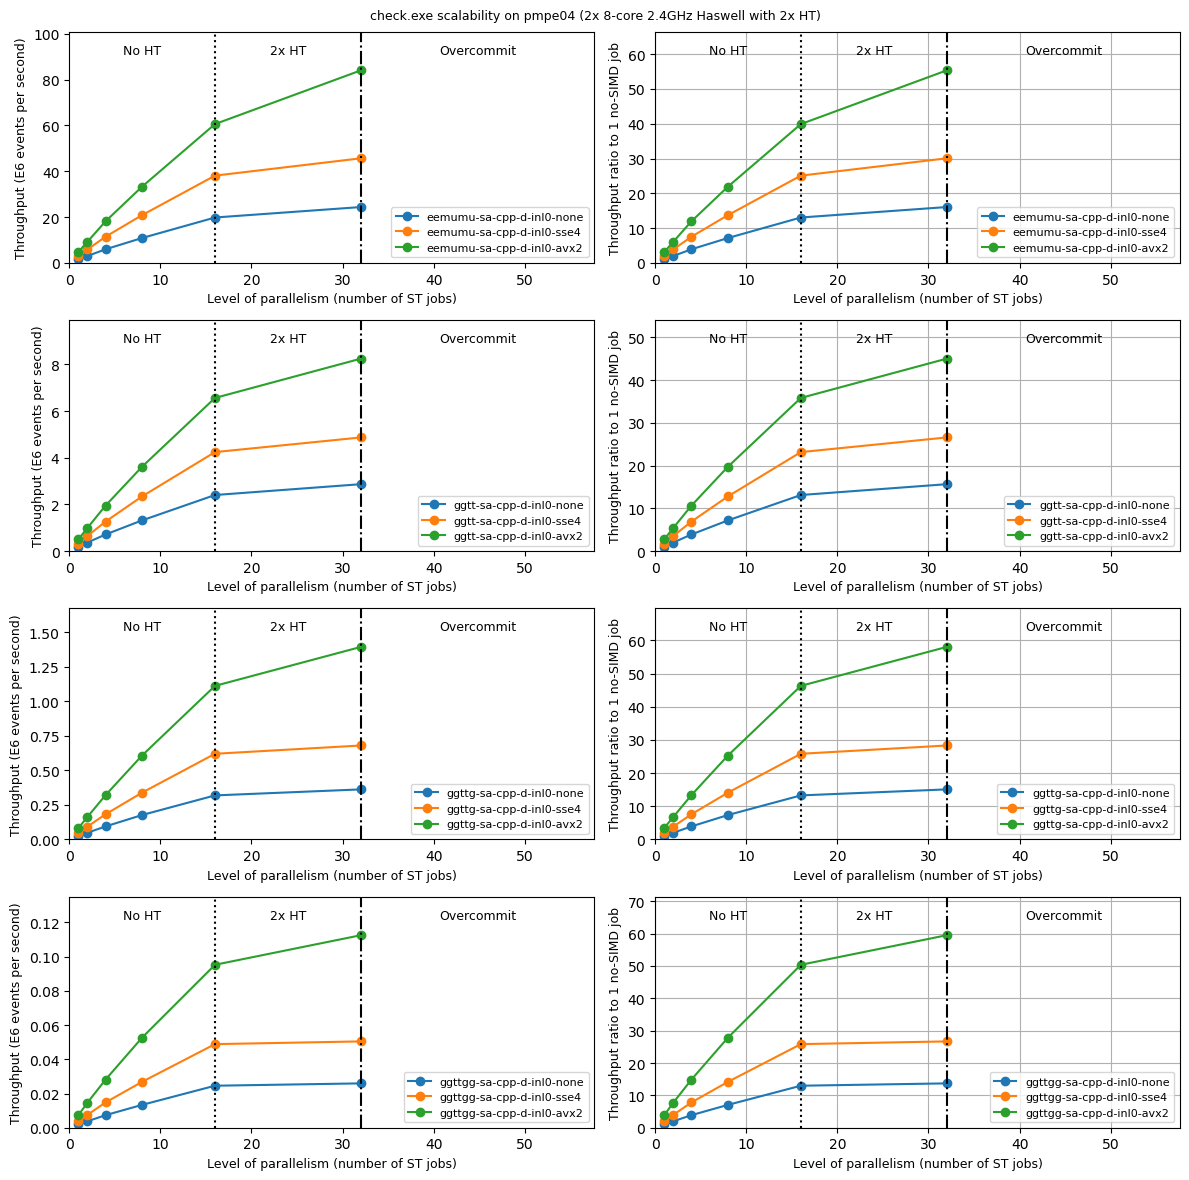 check.exe scalability on pmpe04 (2x 8-core 2.4GHz Haswell with 2x HT)
Throughput (E6 events per second)
100
80
60
40
20
0
No HT
2x HT
Overcommit
eemumu-sa-cpp-d-inl0-none
eemumu-sa-cpp-d-inl0-sse4
eemumu-sa-cpp-d-inl0-avx2
0 10 20 30 40 50
Level of parallelism (number of ST jobs)
Throughput ratio to 1 no-SIMD job
60
50
40
30
20
10
0
No HT
2x HT
Overcommit
eemumu-sa-cpp-d-inl0-none
eemumu-sa-cpp-d-inl0-sse4
eemumu-sa-cpp-d-inl0-avx2
0 10 20 30 40 50
Level of parallelism (number of ST jobs)
Throughput (E6 events per second)
8
6
4
2
0
No HT
2x HT
Overcommit
ggtt-sa-cpp-d-inl0-none
ggtt-sa-cpp-d-inl0-sse4
ggtt-sa-cpp-d-inl0-avx2
0 10 20 30 40 50
Level of parallelism (number of ST jobs)
Throughput ratio to 1 no-SIMD job
50
40
30
20
10
0
No HT
2x HT
Overcommit
ggtt-sa-cpp-d-inl0-none
ggtt-sa-cpp-d-inl0-sse4
ggtt-sa-cpp-d-inl0-avx2
0 10 20 30 40 50
Level of parallelism (number of ST jobs)
Throughput (E6 events per second)
1.50
1.25
1.00
0.75
0.50
0.25
0.00
No HT
2x HT
Overcommit
ggttg-sa-cpp-d-inl0-none
ggttg-sa-cpp-d-inl0-sse4
ggttg-sa-cpp-d-inl0-avx2
0 10 20 30 40 50
Level of parallelism (number of ST jobs)
Throughput ratio to 1 no-SIMD job
60
50
40
30
20
10
0
No HT
2x HT
Overcommit
ggttg-sa-cpp-d-inl0-none
ggttg-sa-cpp-d-inl0-sse4
ggttg-sa-cpp-d-inl0-avx2
0 10 20 30 40 50
Level of parallelism (number of ST jobs)
Throughput (E6 events per second)
0.12
0.10
0.08
0.06
0.04
0.02
0.00
No HT
2x HT
Overcommit
ggttgg-sa-cpp-d-inl0-none
ggttgg-sa-cpp-d-inl0-sse4
ggttgg-sa-cpp-d-inl0-avx2
0 10 20 30 40 50
Level of parallelism (number of ST jobs)
Throughput ratio to 1 no-SIMD job
70
60
50
40
30
20
10
0
No HT
2x HT
Overcommit
ggttgg-sa-cpp-d-inl0-none
ggttgg-sa-cpp-d-inl0-sse4
ggttgg-sa-cpp-d-inl0-avx2
0 10 20 30 40 50
Level of parallelism (number of ST jobs)